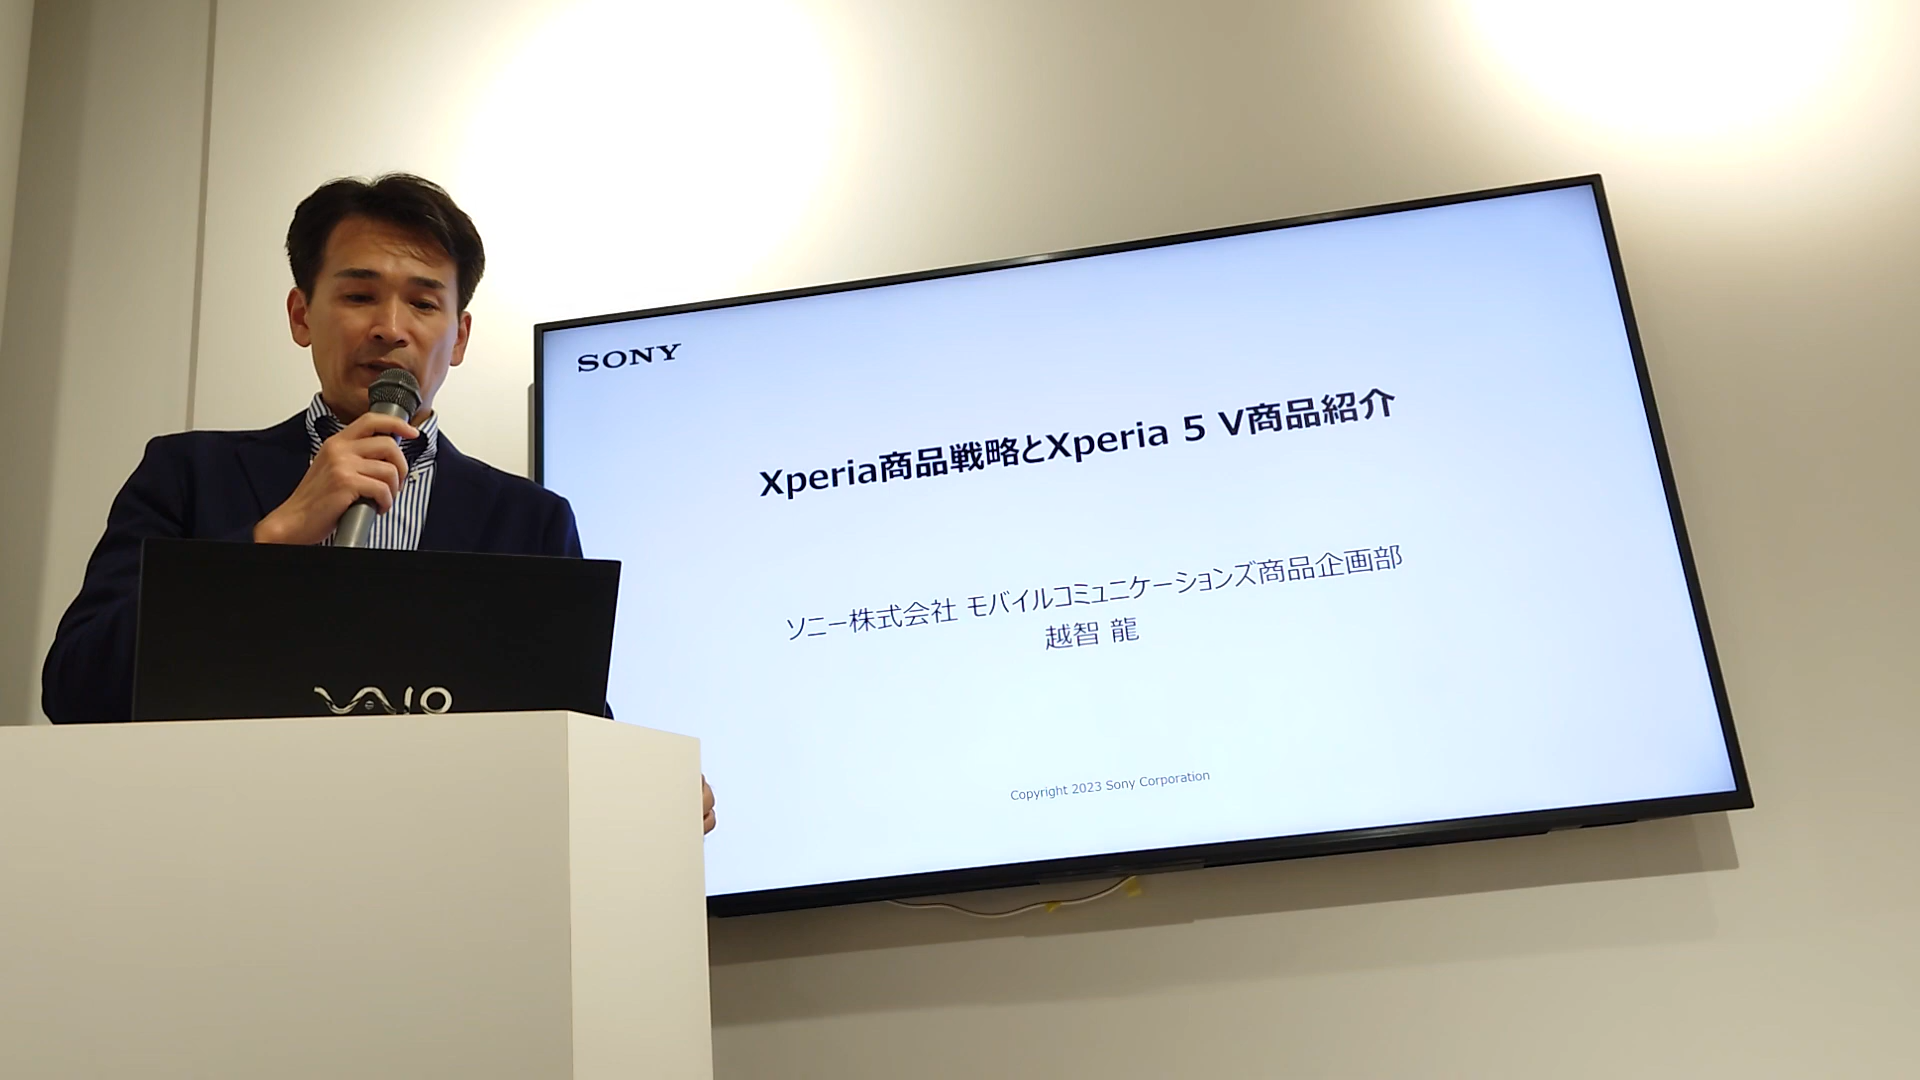 SONY
Xperia商品戦略とXperia 5 V商品紹介
ソニー株式会社 モバイルコミュニケーションズ商品企画部
越智 龍
Copyright 2023 Sony Corporation
VAIO